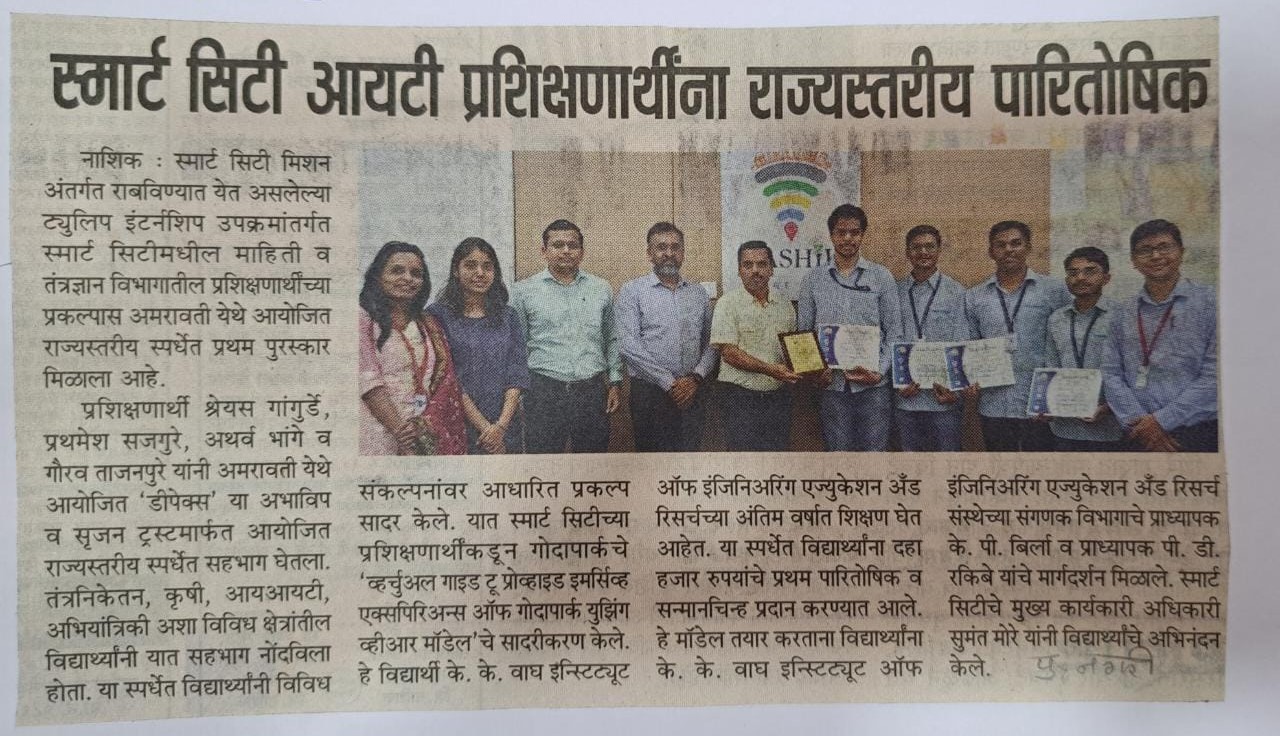 स्मार्ट सिटी आयटी प्रशिक्षणार्थींना राज्यस्तरीय पारितोषिक
नाशिक : स्मार्ट सिटी मिशन
अंतर्गत राबविण्यात येत असलेल्या
ट्युलिप इंटर्नशिप उपक्रमांतर्गत
स्मार्ट सिटीमधील माहिती व
तंत्रज्ञान विभागातील प्रशिक्षणार्थींच्या
प्रकल्पास अमरावती येथे आयोजित
राज्यस्तरीय स्पर्धेत प्रथम पुरस्कार
मिळाला आहे.
प्रशिक्षणार्थी श्रेयस गांगुर्डे,
प्रथमेश सजगुरे, अथर्व भांगे व
गौरव ताजनपुरे यांनी अमरावती येथे
आयोजित ‘डीपेक्स’ या अभाविप
व सृजन ट्रस्टमार्फत आयोजित
राज्यस्तरीय स्पर्धेत सहभाग घेतला.
तंत्रनिकेतन, कृषी, आयआयटी,
अभियांत्रिकी अशा विविध क्षेत्रांतील
विद्यार्थ्यांनी यात सहभाग नोंदविला
होता. या स्पर्धेत विद्यार्थ्यांनी विविध
संकल्पनांवर आधारित प्रकल्प
सादर केले. यात स्मार्ट सिटीच्या
प्रशिक्षणार्थींकडून गोदापार्कचे
‘व्हर्चुअल गाइड टू प्रोव्हाइड इमर्सिव्ह
एक्सपिरिअन्स ऑफ गोदापार्क युझिंग
व्हीआर मॉडेल’चे सादरीकरण केले.
हे विद्यार्थी के. के. वाघ इन्स्टिट्यूट
ऑफ इंजिनिअरिंग एज्युकेशन अँड
रिसर्चच्या अंतिम वर्षात शिक्षण घेत
आहेत. या स्पर्धेत विद्यार्थ्यांना दहा
हजार रुपयांचे प्रथम पारितोषिक व
सन्मानचिन्ह प्रदान करण्यात आले.
हे मॉडेल तयार करताना विद्यार्थ्यांना
के. के. वाघ इन्स्टिट्यूट ऑफ
इंजिनिअरिंग एज्युकेशन अँड रिसर्च
संस्थेच्या संगणक विभागाचे प्राध्यापक
के. पी. बिर्ला व प्राध्यापक पी. डी.
रकिबे यांचे मार्गदर्शन मिळाले. स्मार्ट
सिटीचे मुख्य कार्यकारी अधिकारी
सुमंत मोरे यांनी विद्यार्थ्यांचे अभिनंदन
केले.